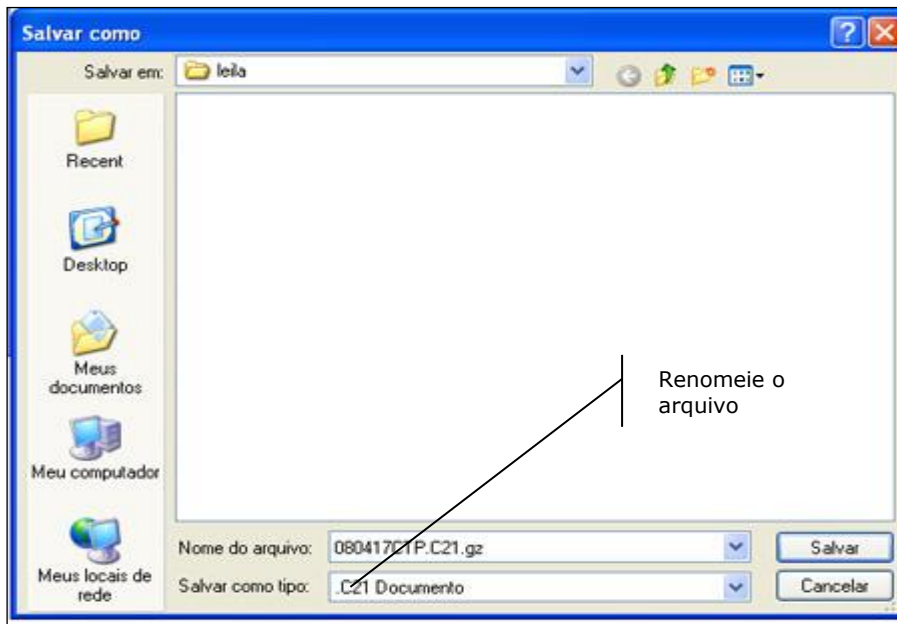 Salvar como
Salvar em: leila
Recent
Desktop
Meus
documentos
Meu computador
Meus locais de
rede
Renomeie o
arquivo
Nome do arquivo: 080417CTP.C21.gz Salvar
Salvar como tipo: .C21 Documento Cancelar